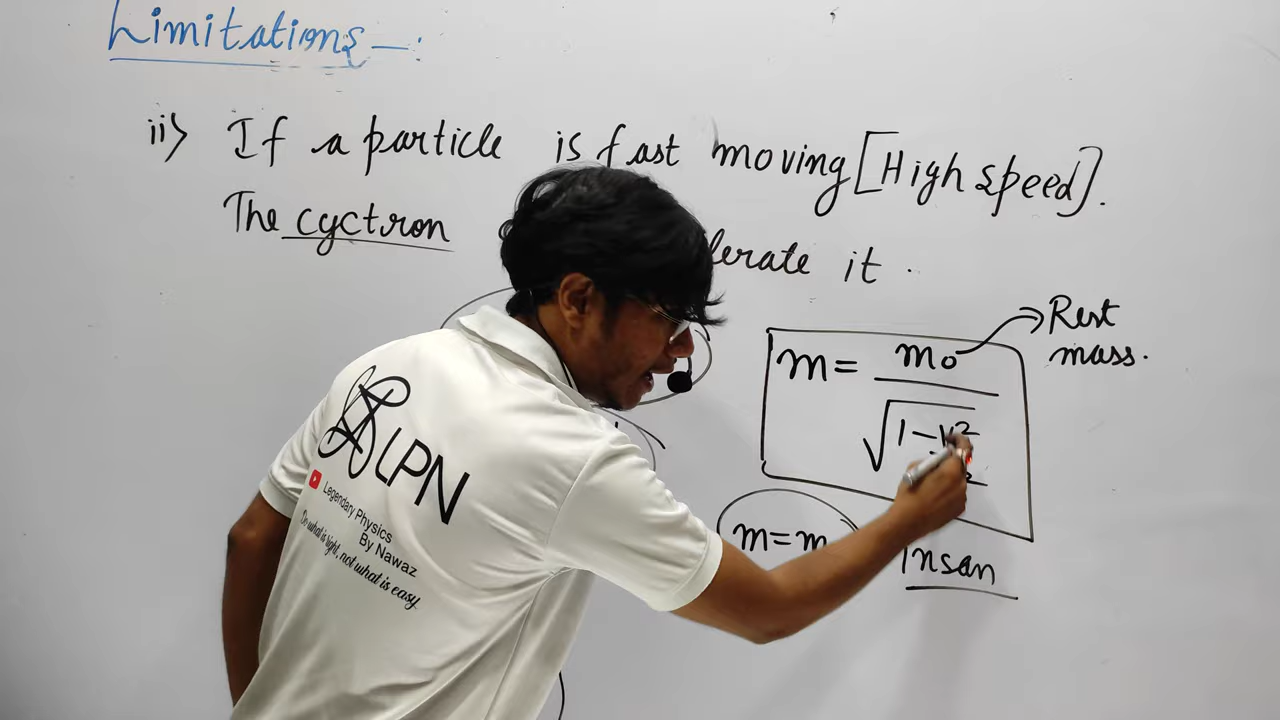 Limitations -:
ii) If a particle is fast moving [High speed].
The cyctron lerate it .
m = mo
Rest
mass.
√1-v2
m=m
Insan
LPN
Legendary Physics
By Nawaz
Do what is right, not what is easy.